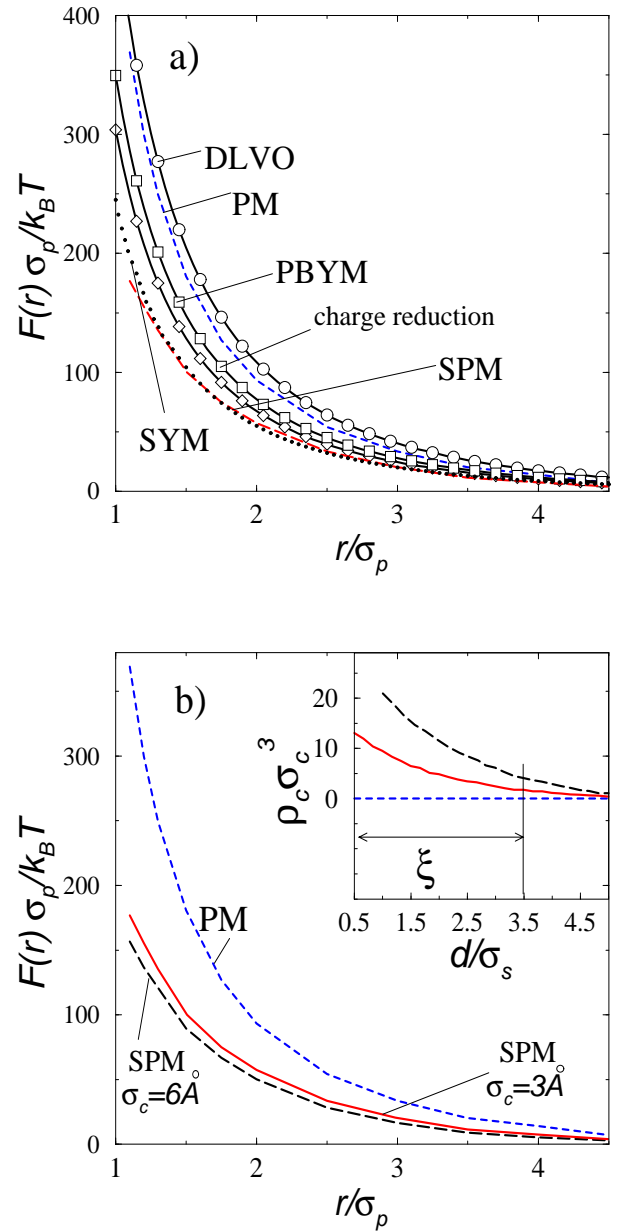 a)
F(r) σp/kBT
400
300
200
100
0
DLVO
PM
PBYM
charge reduction
SPM
SYM
1 2 3 4
r/σp
b)
F(r) σp/kBT
300
200
100
0
PM
SPM
σc=6Å
SPM
σc=3Å
1 2 3 4
r/σp
ρcσc³
20
10
0
ξ
0.5 1.5 2.5 3.5 4.5
d/σs